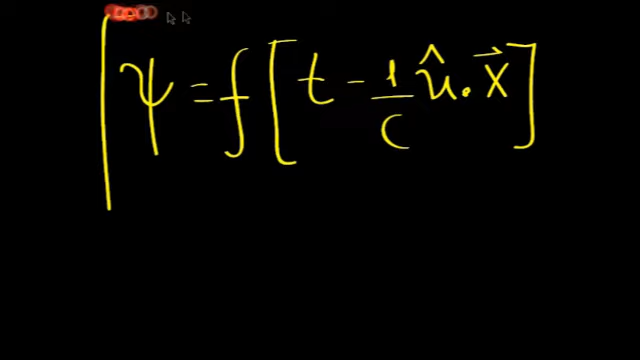 ψ = f [ t - 1/c û · x⃗ ]